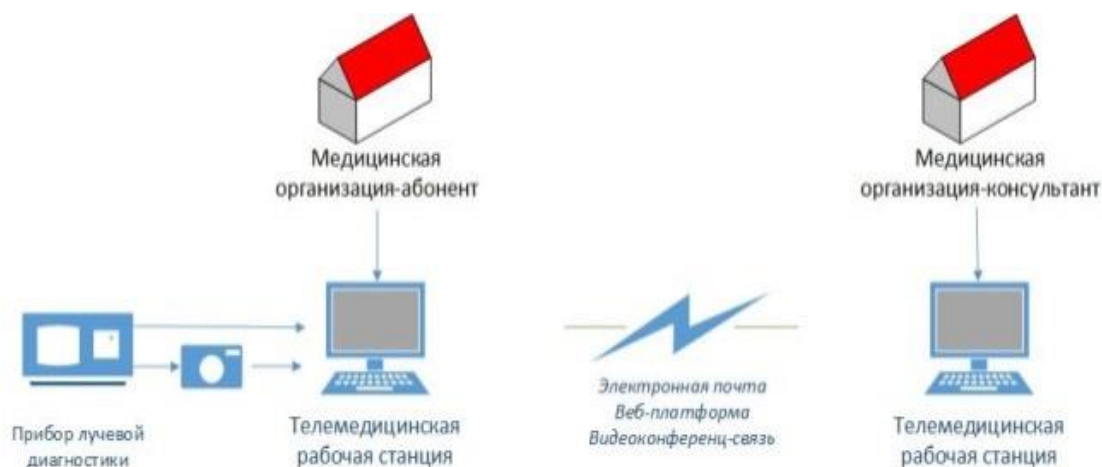 Медицинская
организация-абонент
Медицинская
организация-консультант
Электронная почта
Веб-платформа
Видеоконференц-связь
Прибор лучевой
диагностики
Телемедицинская
рабочая станция
Телемедицинская
рабочая станция